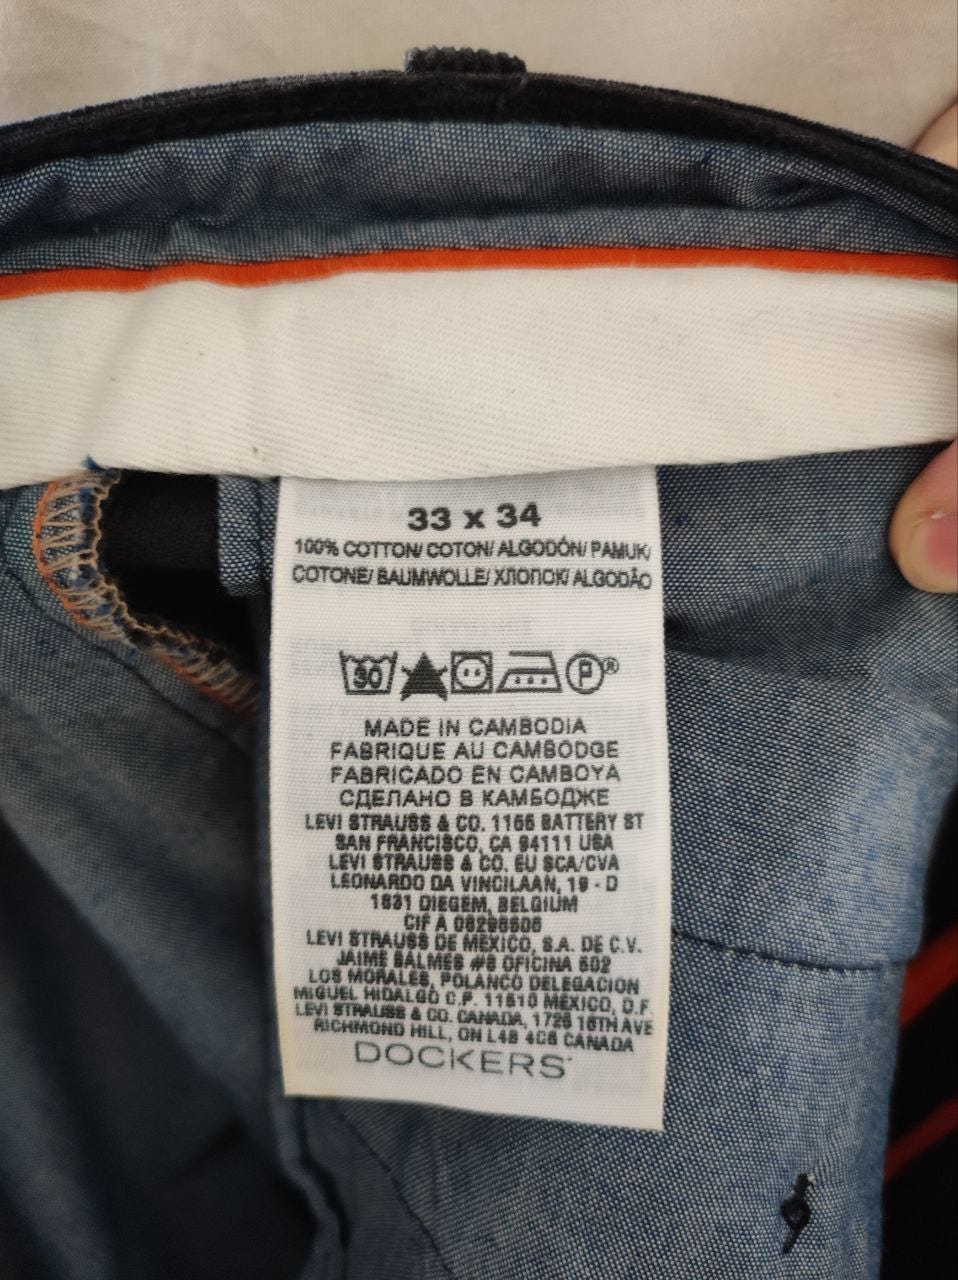 33 x 34
100% COTTON/ COTON/ ALGODÓN/ PAMUK/
COTONE/ BAUMWOLLE/ ХЛОПОК/ ALGODÃO
30 P®
MADE IN CAMBODIA
FABRIQUE AU CAMBODGE
FABRICADO EN CAMBOYA
СДЕЛАНО В КАМБОДЖЕ
LEVI STRAUSS & CO. 1155 BATTERY ST
SAN FRANCISCO, CA 94111 USA
LEVI STRAUSS & CO. EU SCA/CVA
LEONARDO DA VINCILAAN, 19 - D
1831 DIEGEM, BELGIUM
CIF A
LEVI STRAUSS DE MEXICO, S.A. DE C.V.
JAIME BALMES #8 OFICINA 602
LOS MORALES, POLANCO DELEGACION
MIGUEL HIDALGO C.P. 11510 MEXICO, D.F.
LEVI STRAUSS & CO. CANADA, 1725 16TH AVE
RICHMOND HILL, ON L4B 4C6 CANADA
DOCKERS®